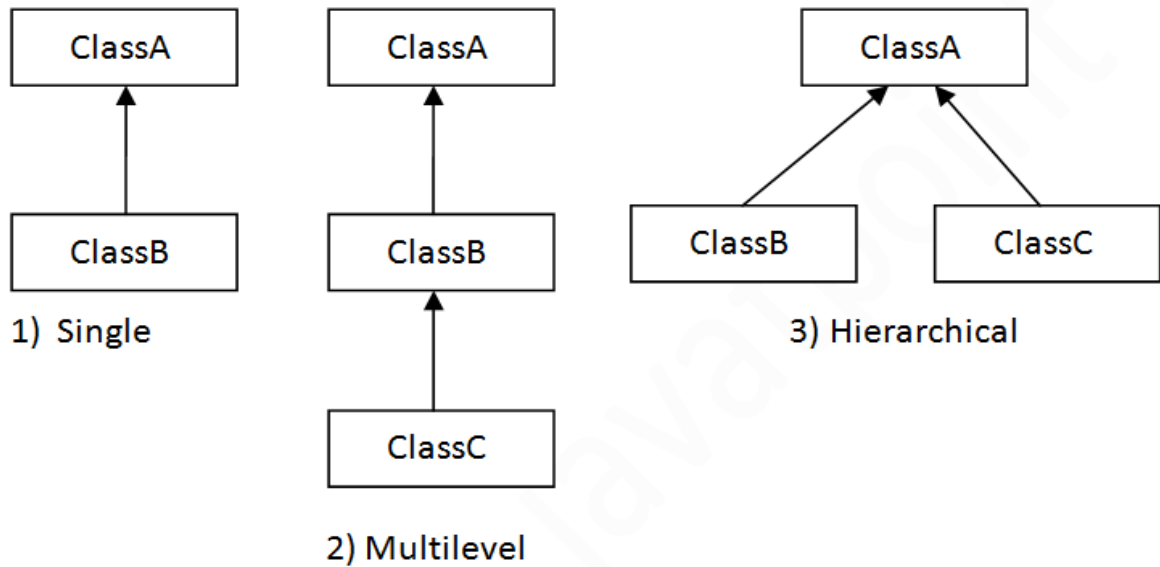 ClassA
ClassB
1) Single
ClassA
ClassB
ClassC
2) Multilevel
ClassA
ClassB
ClassC
3) Hierarchical